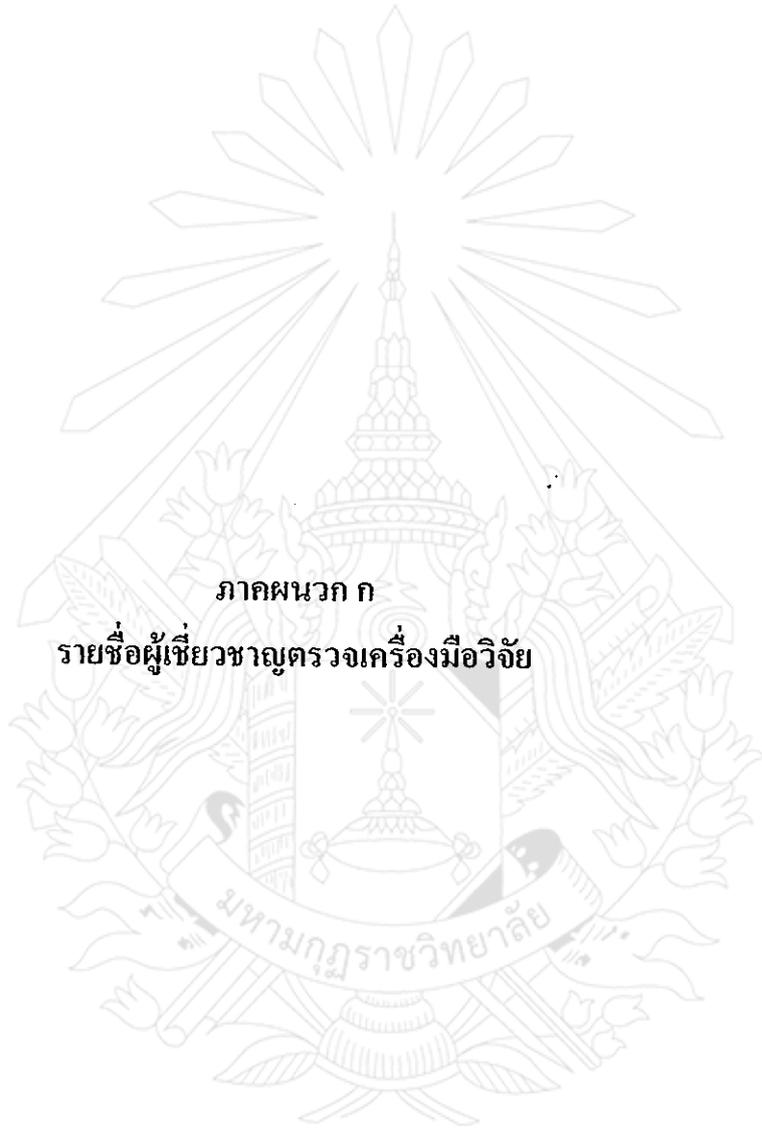 ภาคผนวก ก
รายชื่อผู้เชี่ยวชาญตรวจเครื่องมือวิจัย
มหามกุฏราชวิทยาลัย